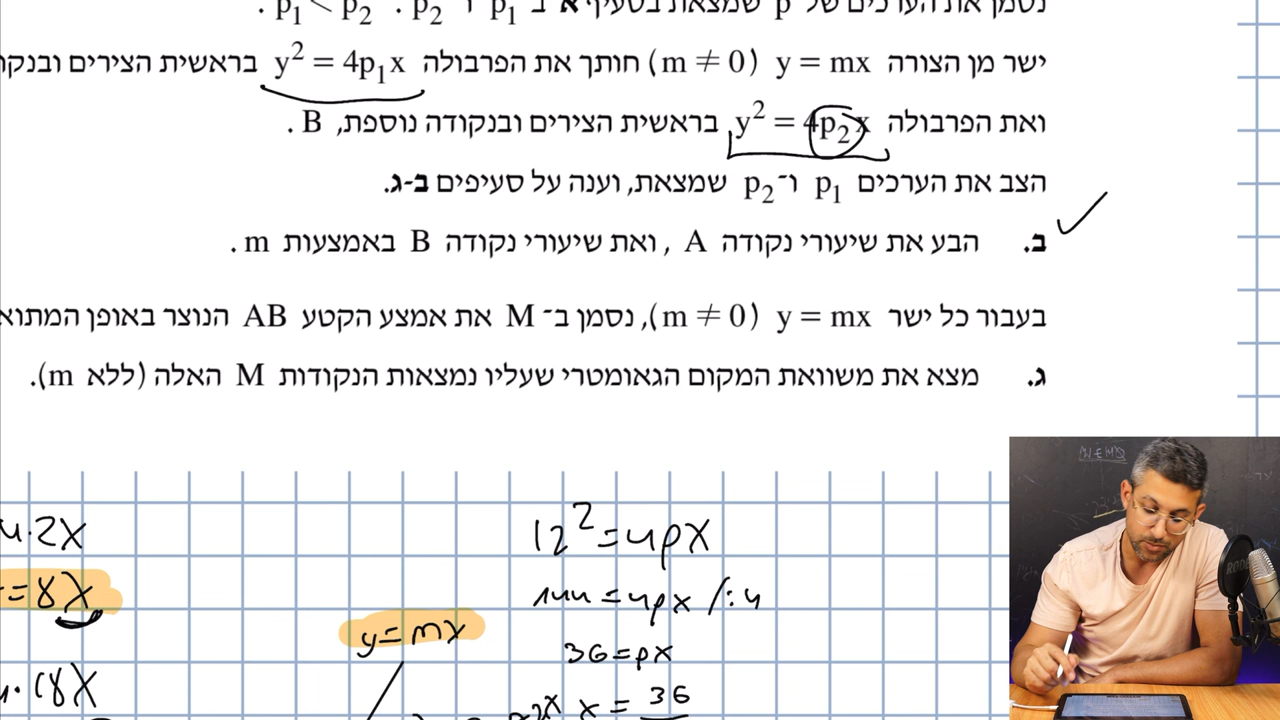 נסמן את הערכים של p שמצאת בסעיף א ב־ p₁ ו־ p₂ . p₁ < p₂ .
ישר מן הצורה y = mx (m ≠ 0) חותך את הפרבולה y² = 4p₁x בראשית הצירים
ואת הפרבולה y² = 4p₂x בראשית הצירים ובנקודה נוספת, B .
הצב את הערכים p₁ ו־ p₂ שמצאת, וענה על סעיפים ב-ג.
ב. הבע את שיעורי נקודה A , ואת שיעורי נקודה B באמצעות m .
בעבור כל ישר y = mx (m ≠ 0), נסמן ב־ M את אמצע הקטע AB הנוצר באופן
ג. מצא את משוואת המקום הגאומטרי שעליו נמצאות הנקודות M האלה (ללא m).
12² = 4px
144 = 4px /:4
36 = px
x = 36
y = mx
4·2X
= 8X
4·18X